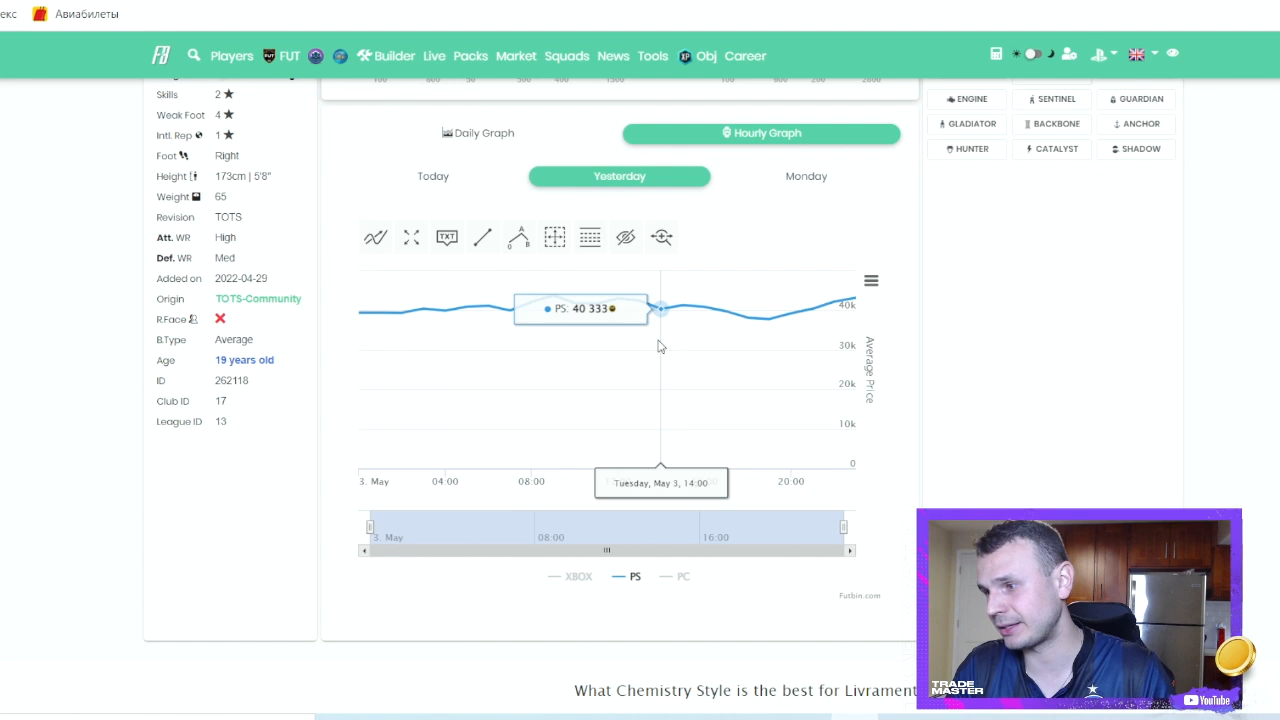 екс Авиабилеты
F8 Players FUT Builder Live Packs Market Squads News Tools XP Obj Career
Skills 2
Weak Foot 4
Intl. Rep 1
Foot Right
Height 173cm | 5'8"
Weight 65
Revision TOTS
Att. WR High
Def. WR Med
Added on 2022-04-29
Origin TOTS-Community
R.Face
B.Type Average
Age 19 years old
ID 262118
Club ID 17
League ID 13
Daily Graph Hourly Graph
Today Yesterday Monday
TXT
A
0 B
PS: 40 333
40k
30k
20k
10k
0
Average Price
3. May 04:00 08:00 20:00
Tuesday, May 3, 14:00
3. May 08:00 16:00
XBOX PS PC
Futbin.com
ENGINE SENTINEL GUARDIAN
GLADIATOR BACKBONE ANCHOR
HUNTER CATALYST SHADOW
What Chemistry Style is the best for Livrament
TRADE
MASTER
YouTube